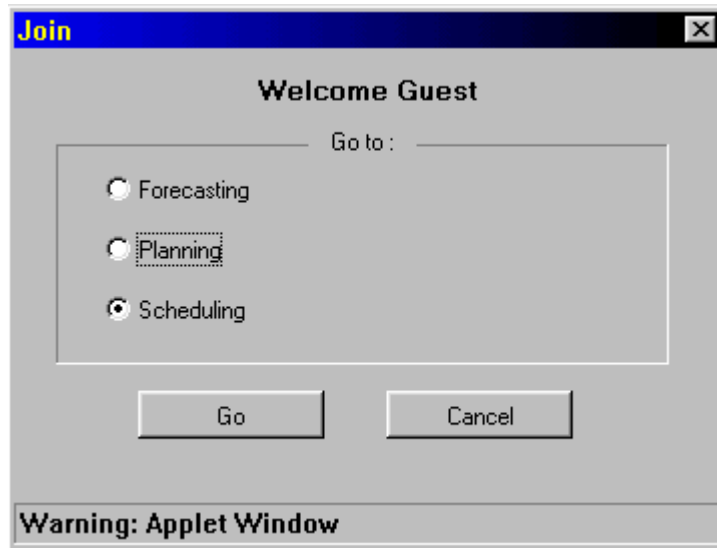 Join
Welcome Guest
Go to :
Forecasting
Planning
Scheduling
Go Cancel
Warning: Applet Window